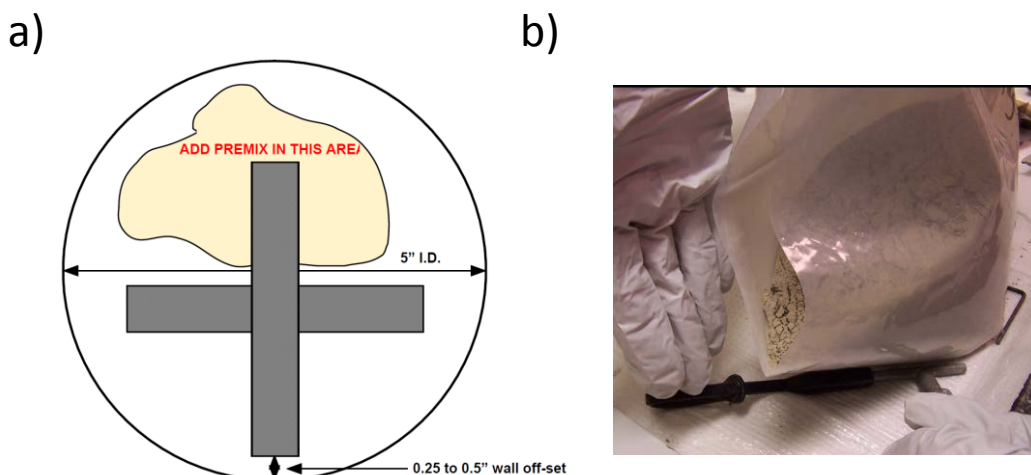 a)
b)
ADD PREMIX IN THIS AREA
5” I.D.
0.25 to 0.5” wall off-set